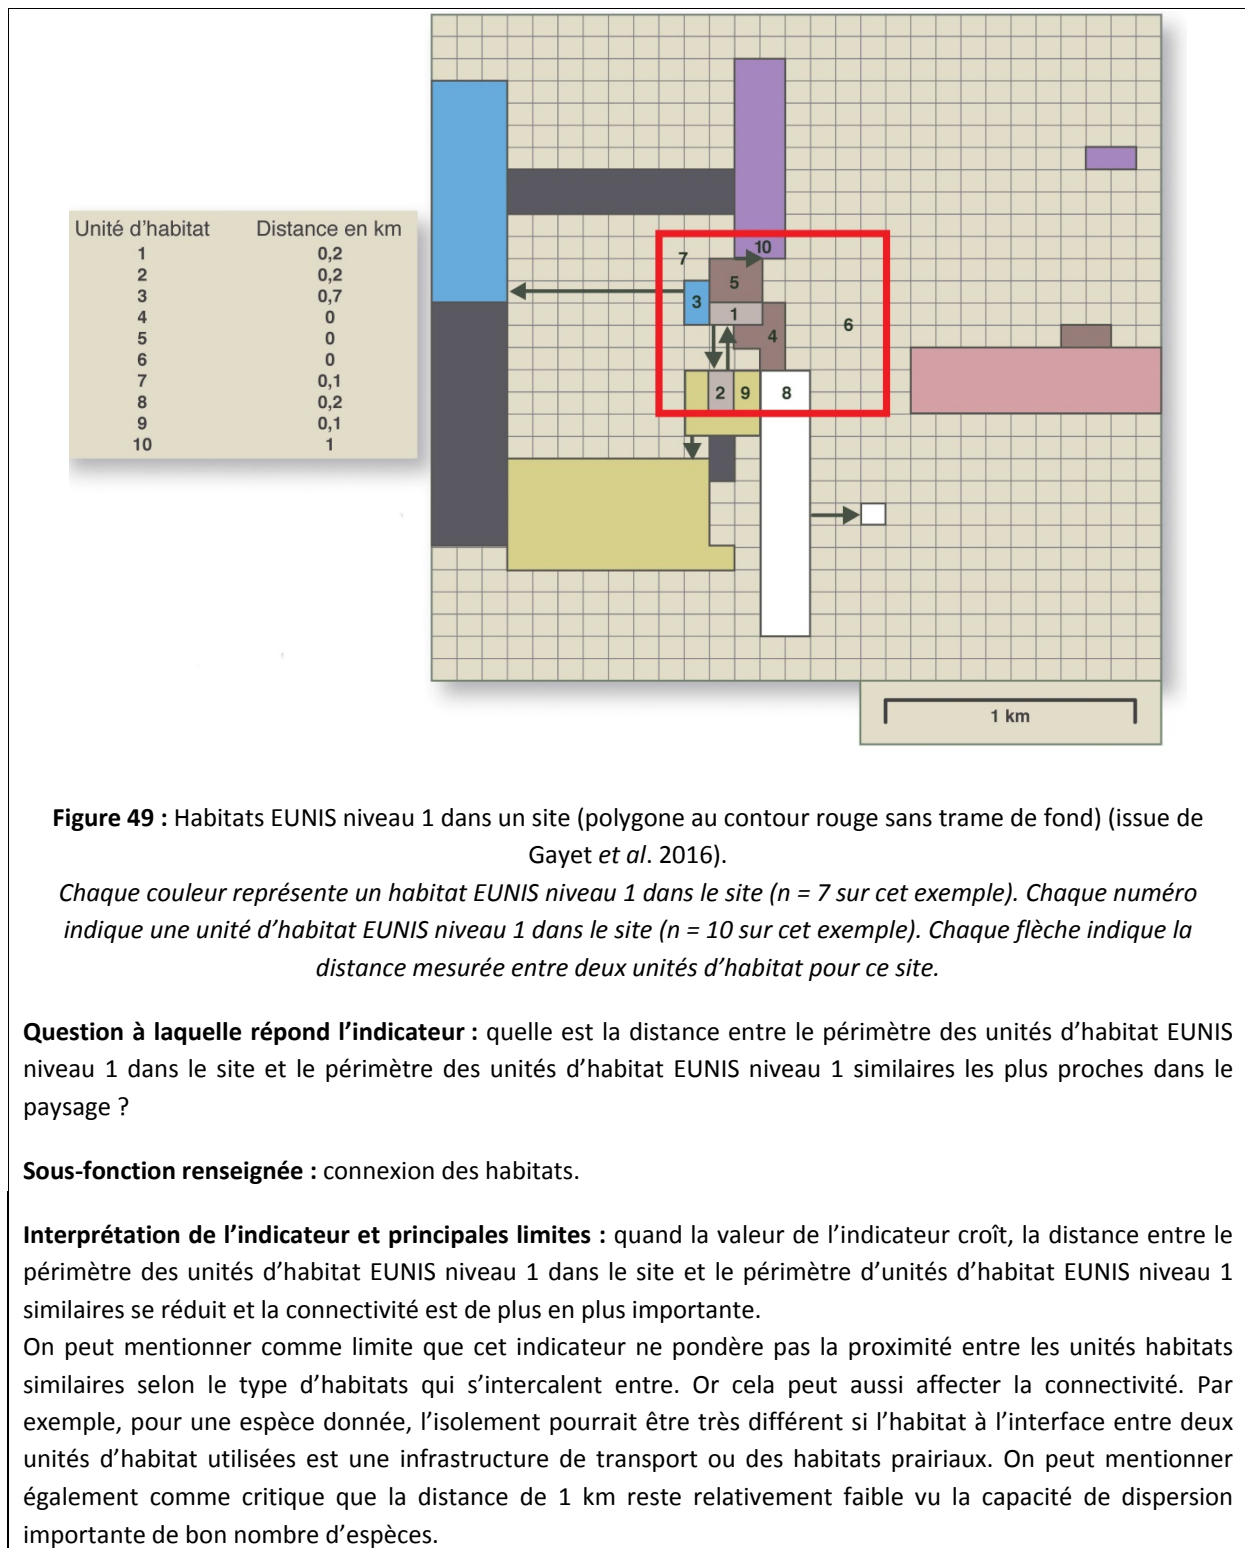 10
7
5
3
1
6
4
2
9
8
Unité d’habitat Distance en km
1 0,2
2 0,2
3 0,7
4 0
5 0
6 0
7 0,1
8 0,2
9 0,1
10 1
1 km
Figure 49 : Habitats EUNIS niveau 1 dans un site (polygone au contour rouge sans trame de fond) (issue de
Gayet et al. 2016).
Chaque couleur représente un habitat EUNIS niveau 1 dans le site (n = 7 sur cet exemple). Chaque numéro
indique une unité d’habitat EUNIS niveau 1 dans le site (n = 10 sur cet exemple). Chaque flèche indique la
distance mesurée entre deux unités d’habitat pour ce site.
Question à laquelle répond l’indicateur : quelle est la distance entre le périmètre des unités d’habitat EUNIS
niveau 1 dans le site et le périmètre des unités d’habitat EUNIS niveau 1 similaires les plus proches dans le
paysage ?
Sous-fonction renseignée : connexion des habitats.
Interprétation de l’indicateur et principales limites : quand la valeur de l’indicateur croît, la distance entre le
périmètre des unités d’habitat EUNIS niveau 1 dans le site et le périmètre d’unités d’habitat EUNIS niveau 1
similaires se réduit et la connectivité est de plus en plus importante.
On peut mentionner comme limite que cet indicateur ne pondère pas la proximité entre les unités habitats
similaires selon le type d’habitats qui s’intercalent entre. Or cela peut aussi affecter la connectivité. Par
exemple, pour une espèce donnée, l’isolement pourrait être très différent si l’habitat à l’interface entre deux
unités d’habitat utilisées est une infrastructure de transport ou des habitats prairiaux. On peut mentionner
également comme critique que la distance de 1 km reste relativement faible vu la capacité de dispersion
importante de bon nombre d’espèces.